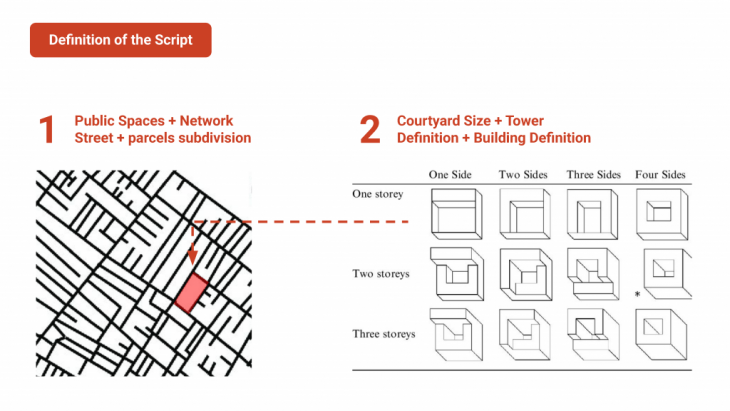 Definition of the Script
1
Public Spaces + Network
Street + parcels subdivision
2
Courtyard Size + Tower
Definition + Building Definition
One Side Two Sides Three Sides Four Sides
One storey
Two storeys
*
Three storeys